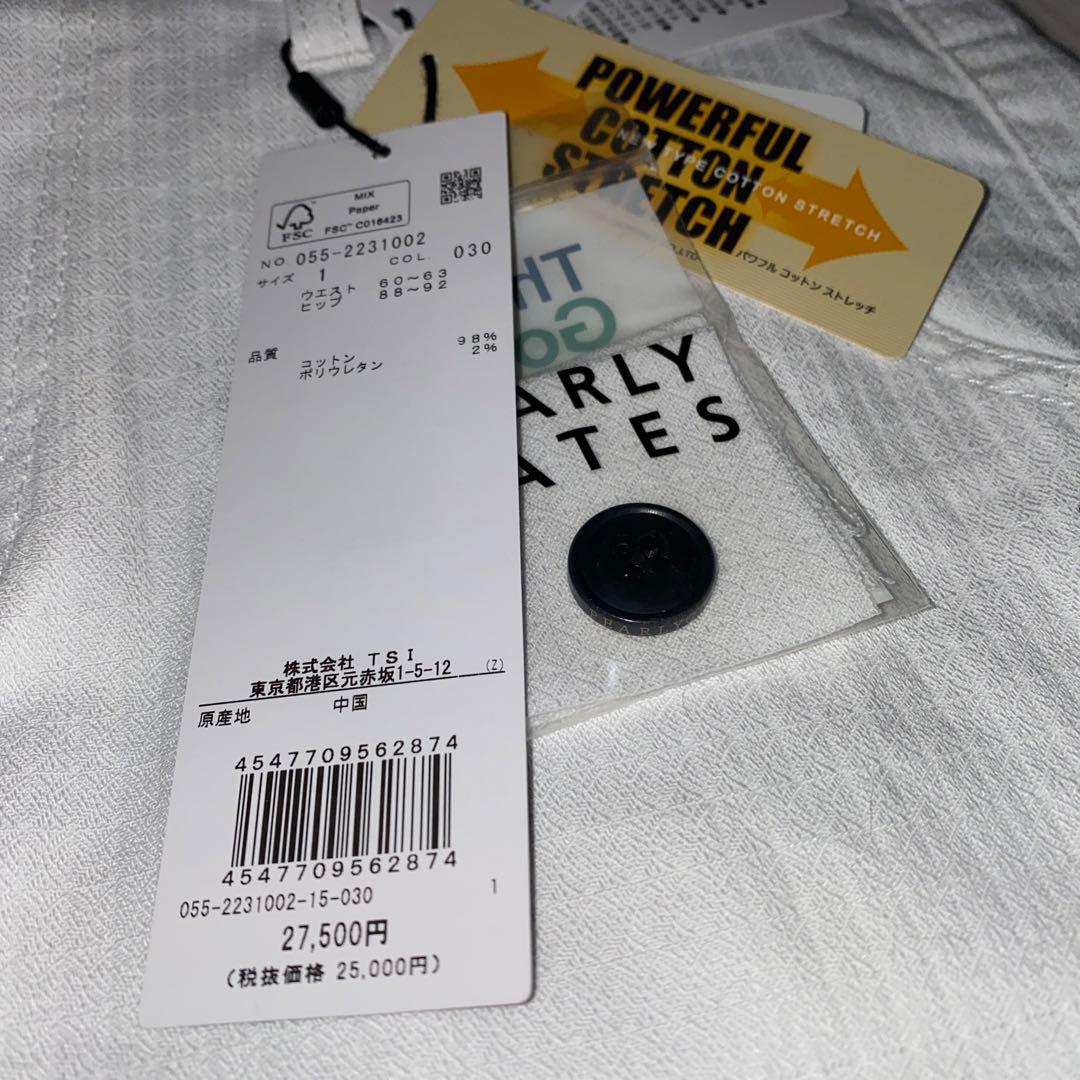 MIX
Paper
FSC™ C016423
FSC
NO 055-2231002
COL. 030
サイズ 1
ウエスト 60～63
ヒップ 88～92
品質
コットン 98%
ポリウレタン 2%
株式会社 TSI
東京都港区元赤坂1-5-12 (Z)
原産地 中国
4547709562874
4547709562874
055-2231002-15-030 1
27,500円
(税抜価格 25,000円)
POWERFUL
COTTON
STRETCH
NEW TYPE COTTON STRETCH
パワフル コットン ストレッチ
ARLY
ATES
PEARLY